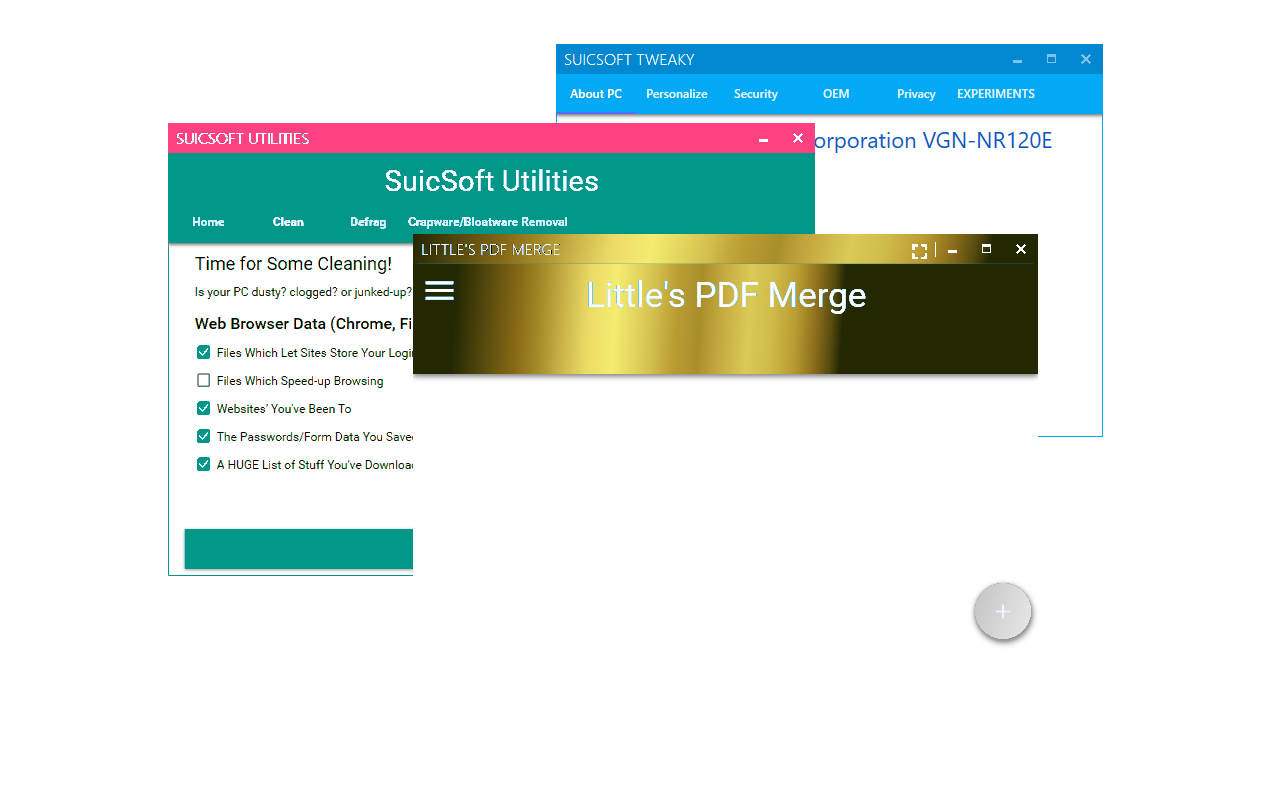 SUICSOFT TWEAKY
About PC Personalize Security OEM Privacy EXPERIMENTS
orporation VGN-NR120E
SUICSOFT UTILITIES
SuicSoft Utilities
Home Clean Defrag Crapware/Bloatware Removal
Time for Some Cleaning!
Is your PC dusty? clogged? or junked-up?
Web Browser Data (Chrome, Fi
Files Which Let Sites Store Your Login
Files Which Speed-up Browsing
Websites' You've Been To
The Passwords/Form Data You Saved
A HUGE List of Stuff You've Download
LITTLE'S PDF MERGE
Little's PDF Merge